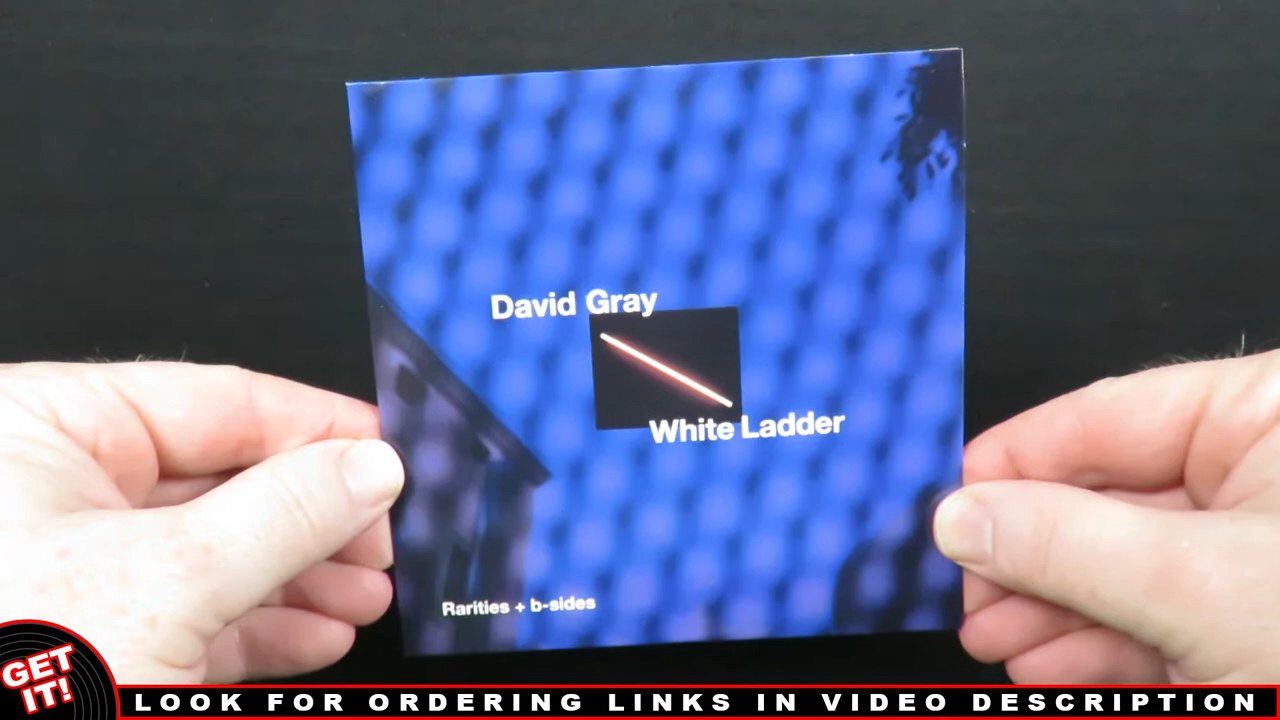 David Gray
White Ladder
Rarities + b-sides
GET
IT!
LOOK FOR ORDERING LINKS IN VIDEO DESCRIPTION